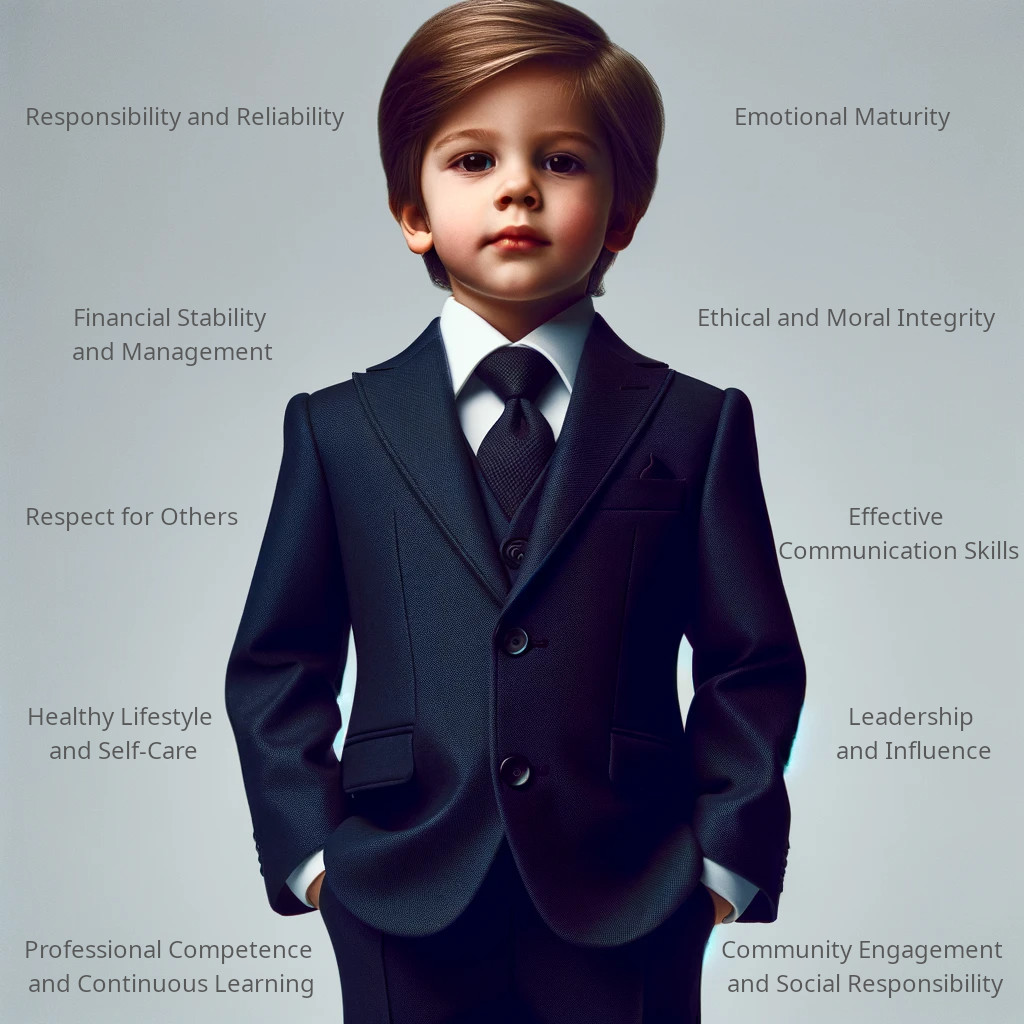 Responsibility and Reliability
Emotional Maturity
Financial Stability
and Management
Ethical and Moral Integrity
Respect for Others
Effective
Communication Skills
Healthy Lifestyle
and Self-Care
Leadership
and Influence
Professional Competence
and Continuous Learning
Community Engagement
and Social Responsibility